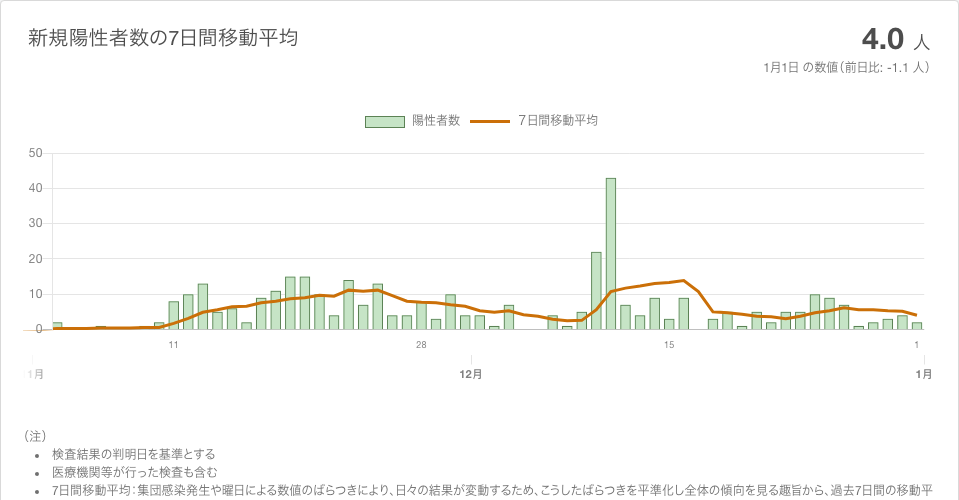 新規陽性者数の7日間移動平均
4.0 人
1月1日 の数値（前日比: -1.1 人）
陽性者数 7日間移動平均
50
40
30
20
10
0
11 28 15 1
1月 12月 1月
（注）
• 検査結果の判明日を基準とする
• 医療機関等が行った検査も含む
• 7日間移動平均：集団感染発生や曜日による数値のばらつきにより、日々の結果が変動するため、こうしたばらつきを平準化し全体の傾向を見る趣旨から、過去7日間の移動平